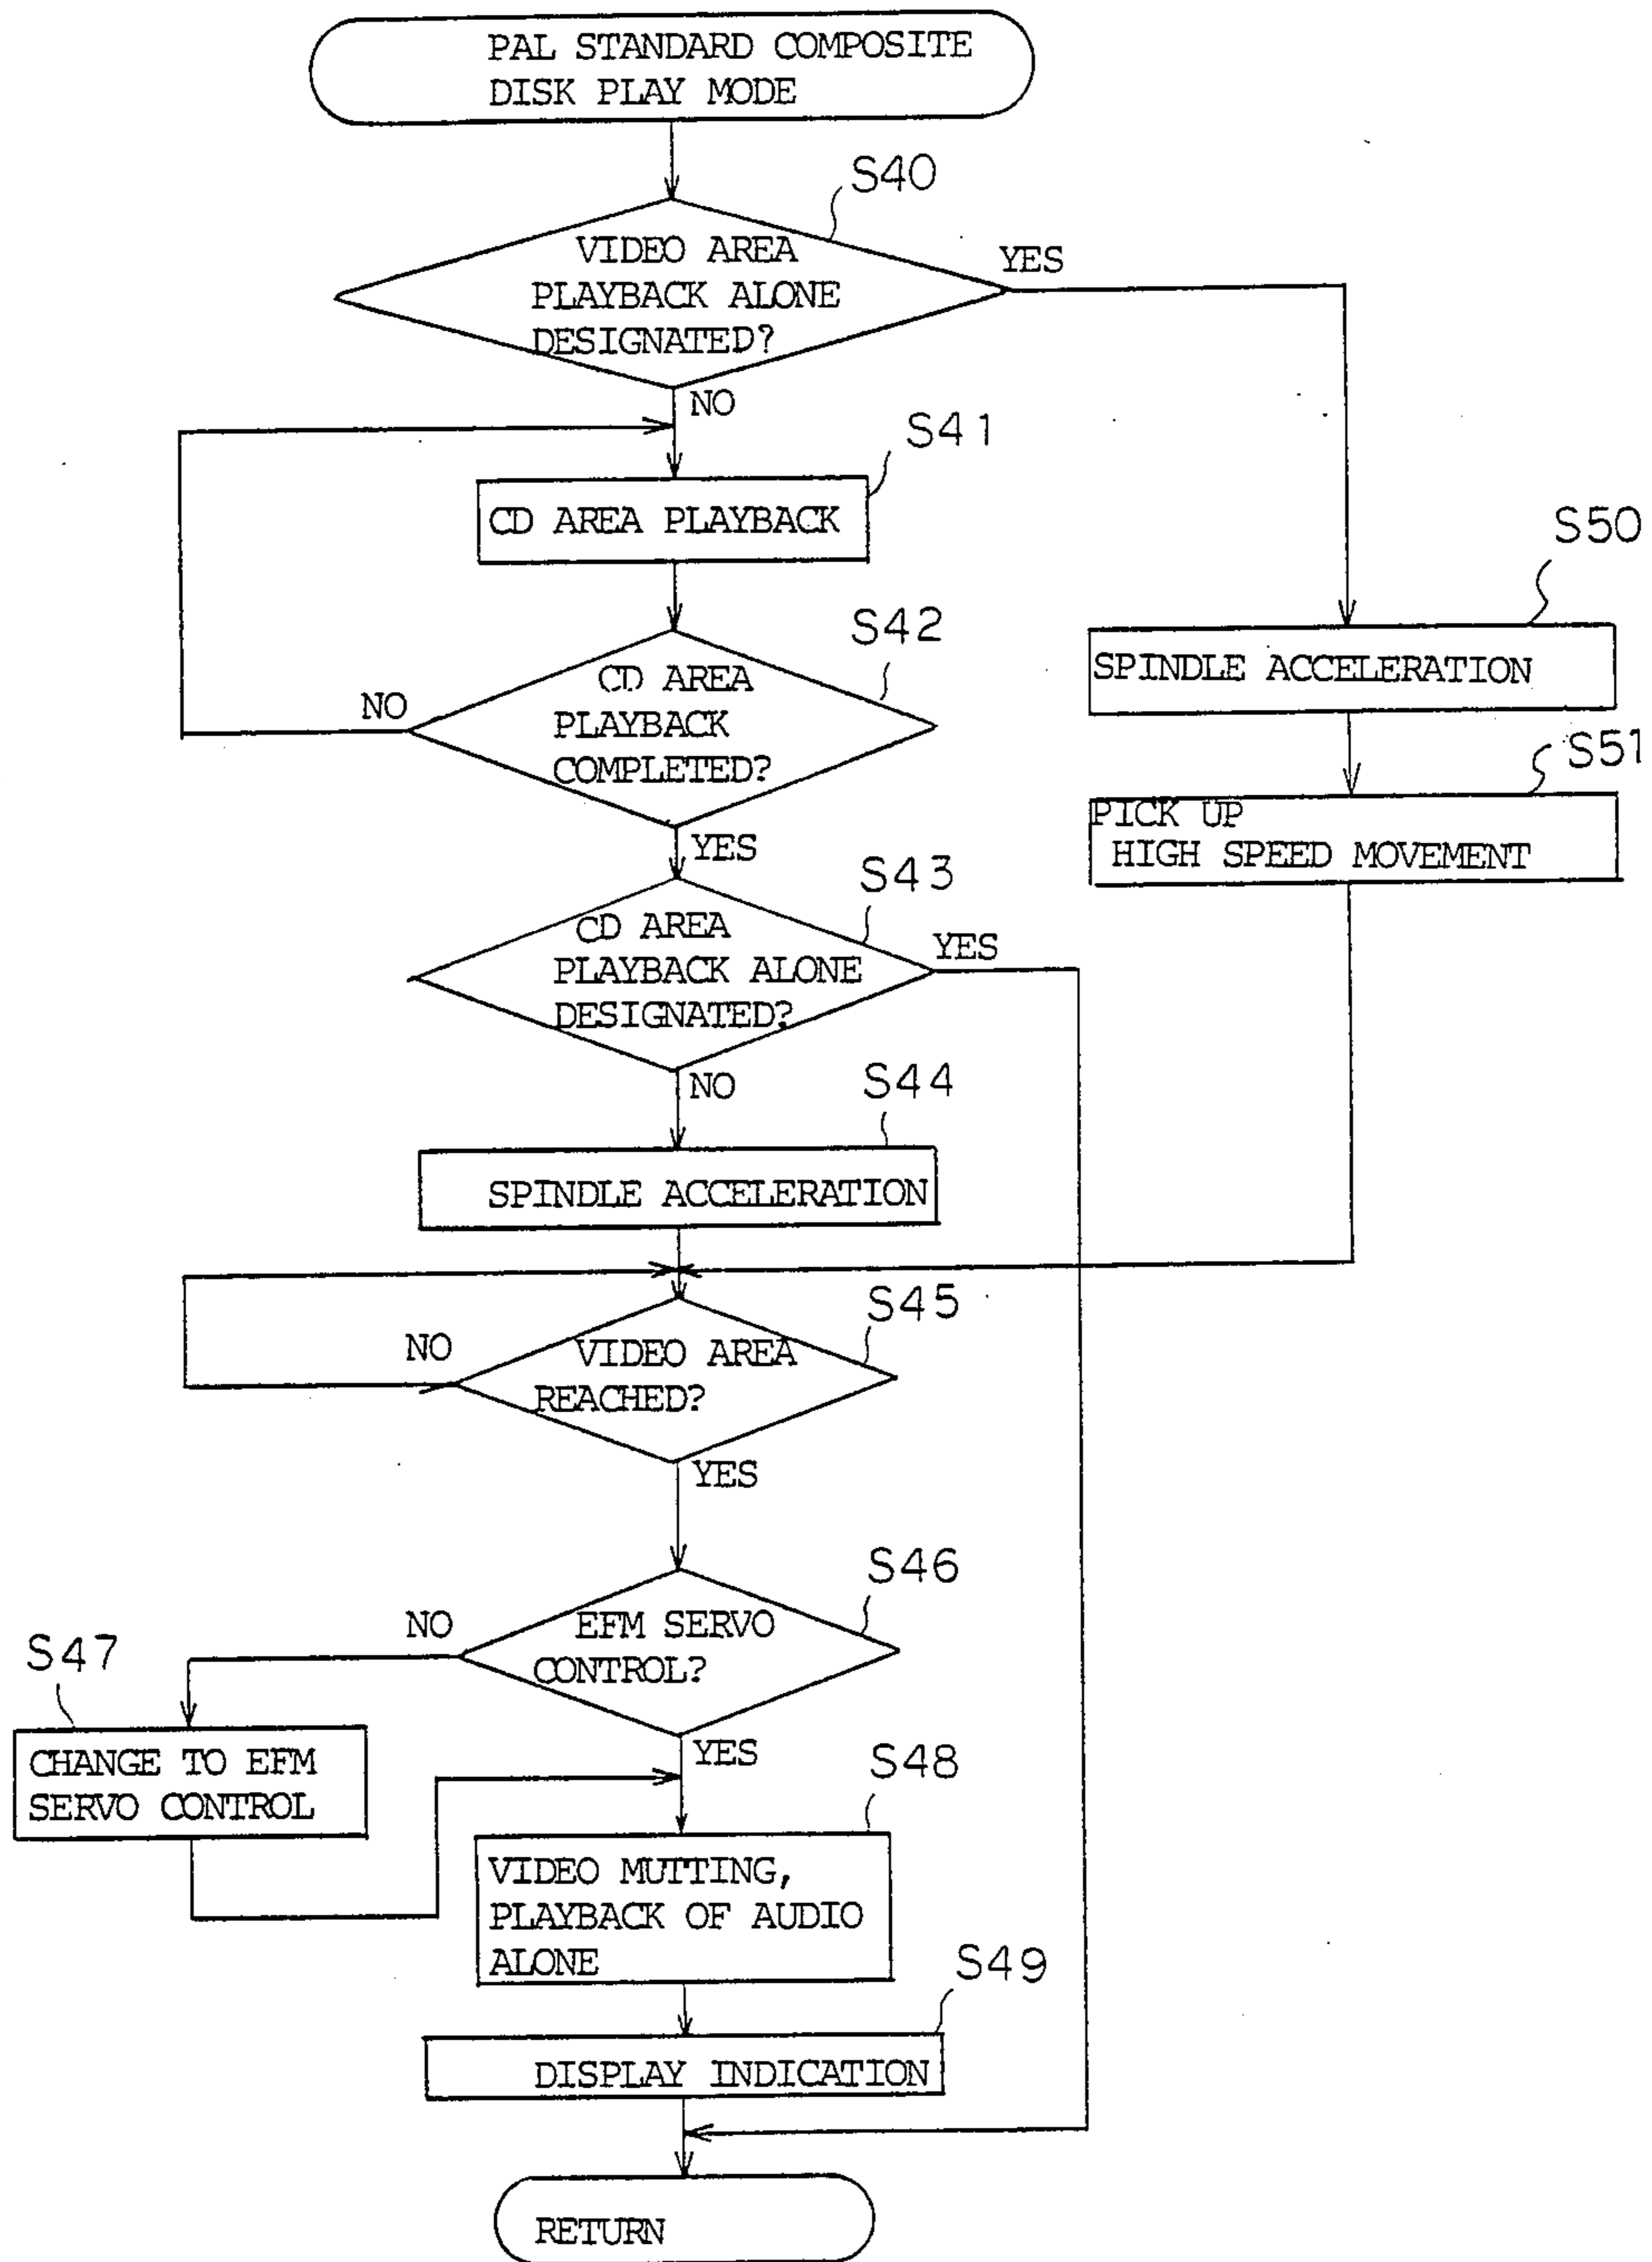 PAL STANDARD COMPOSITE
DISK PLAY MODE
S40
VIDEO AREA
PLAYBACK ALONE
DESIGNATED?
YES
NO
S41
CD AREA PLAYBACK
S42
CD AREA
PLAYBACK
COMPLETED?
NO
YES
S50
SPINDLE ACCELERATION
S51
PICK UP
HIGH SPEED MOVEMENT
S43
CD AREA
PLAYBACK ALONE
DESIGNATED?
YES
NO
S44
SPINDLE ACCELERATION
S45
VIDEO AREA
REACHED?
NO
YES
S46
EFM SERVO
CONTROL?
NO
YES
S47
CHANGE TO EFM
SERVO CONTROL
S48
VIDEO MUTTING,
PLAYBACK OF AUDIO
ALONE
S49
DISPLAY INDICATION
RETURN